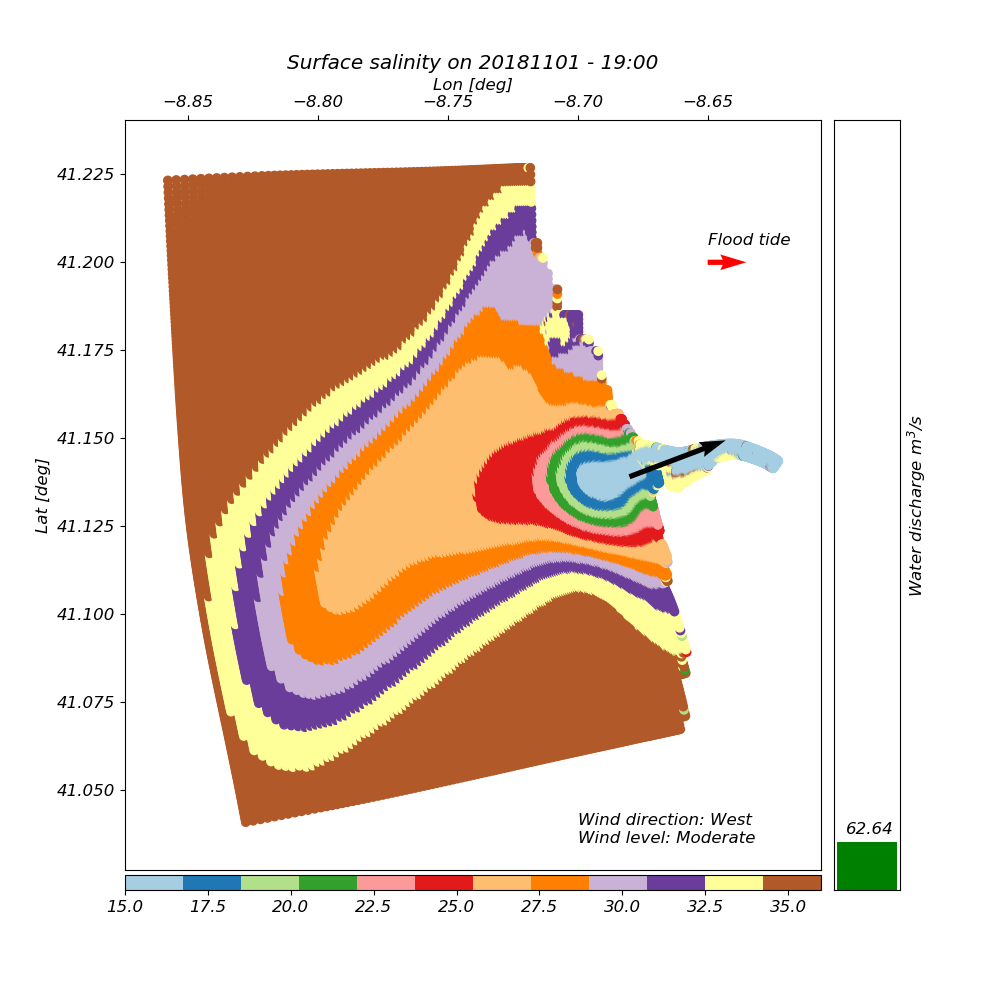 Surface salinity on 20181101 - 19:00
Lon [deg]
−8.85 −8.80 −8.75 −8.70 −8.65
41.225
41.200
41.175
41.150
41.125
41.100
41.075
41.050
Lat [deg]
Flood tide
Wind direction: West
Wind level: Moderate
62.64
Water discharge m³/s
15.0 17.5 20.0 22.5 25.0 27.5 30.0 32.5 35.0